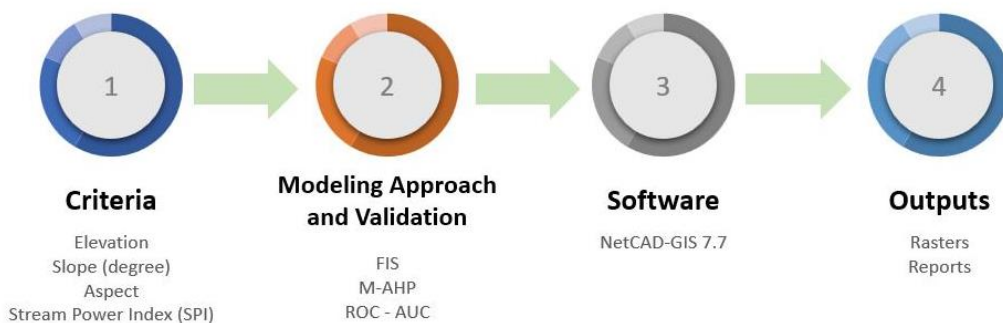 1
Criteria
Elevation
Slope (degree)
Aspect
Stream Power Index (SPI)
2
Modeling Approach
and Validation
FIS
M-AHP
ROC - AUC
3
Software
NetCAD-GIS 7.7
4
Outputs
Rasters
Reports